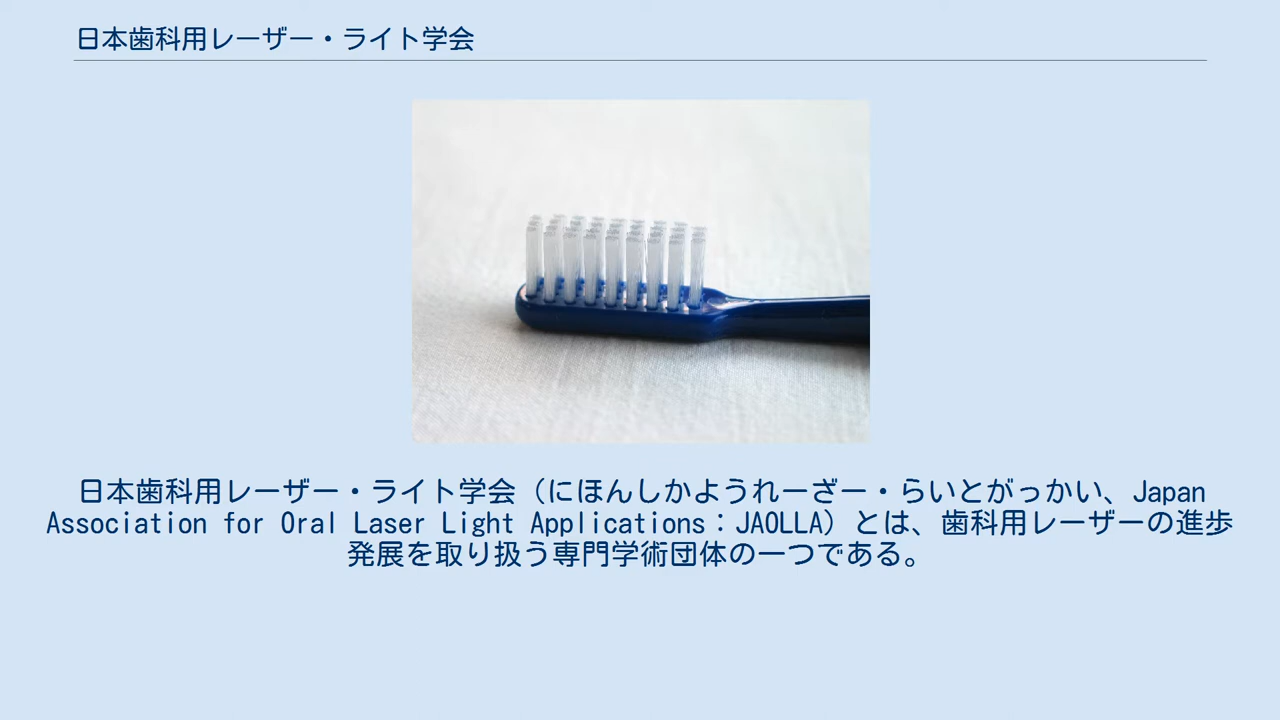 日本歯科用レーザー・ライト学会
日本歯科用レーザー・ライト学会（にほんしかようれーざー・らいとがっかい、Japan
Association for Oral Laser Light Applications：JAOLLA）とは、歯科用レーザーの進歩
発展を取り扱う専門学術団体の一つである。